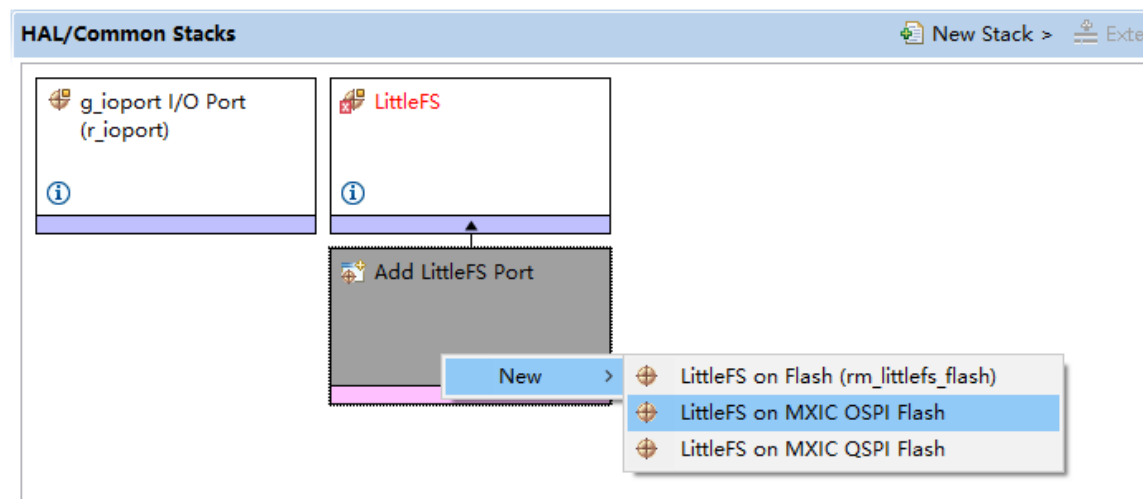 HAL/Common Stacks
New Stack >
Exte
g_ioport I/O Port
(r_ioport)
LittleFS
Add LittleFS Port
New >
LittleFS on Flash (rm_littlefs_flash)
LittleFS on MXIC OSPI Flash
LittleFS on MXIC QSPI Flash